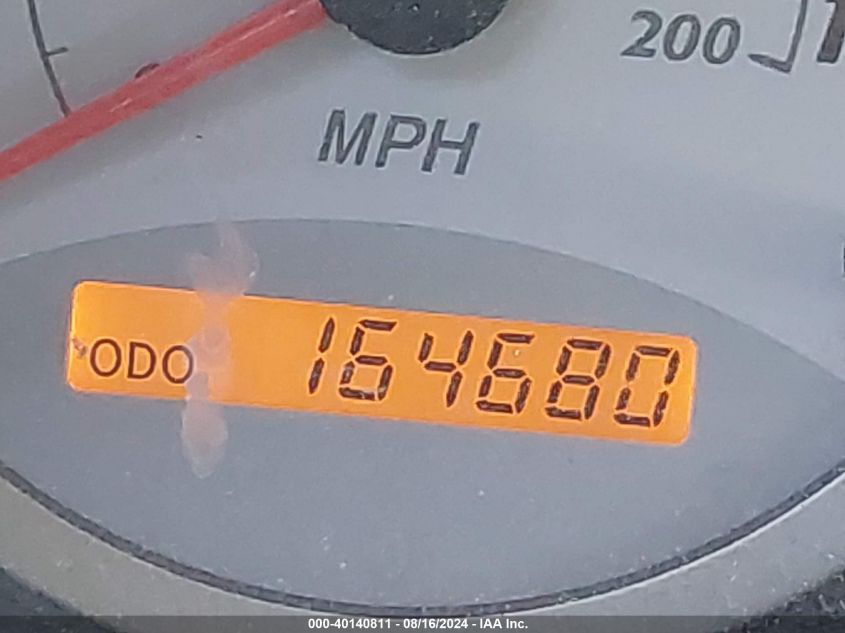 200
MPH
ODO 164680
000-40140811 - 08/16/2024 - IAA Inc.